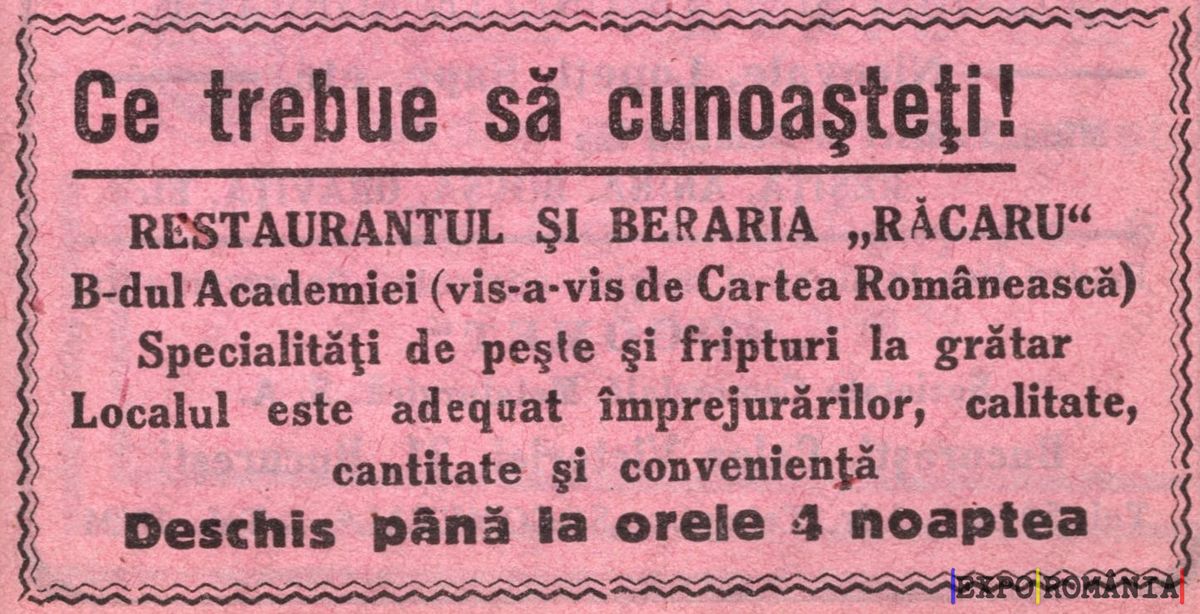 Ce trebue să cunoaşteţi!
RESTAURANTUL ŞI BERARIA „RĂCARU“
B-dul Academiei (vis-a-vis de Cartea Românească)
Specialităţi de peşte şi fripturi la grătar
Localul este adequat împrejurărilor, calitate,
cantitate şi convenienţă
Deschis până la orele 4 noaptea
EXPO ROMÂNIA